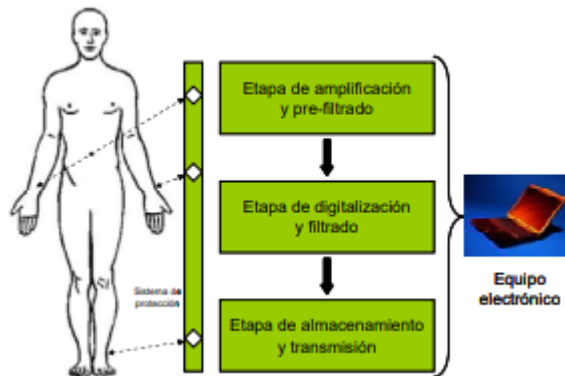 Etapa de amplificación
y pre-filtrado
Etapa de digitalización
y filtrado
Sistema de
protección
Etapa de almacenamiento
y transmisión
Equipo
electrónico